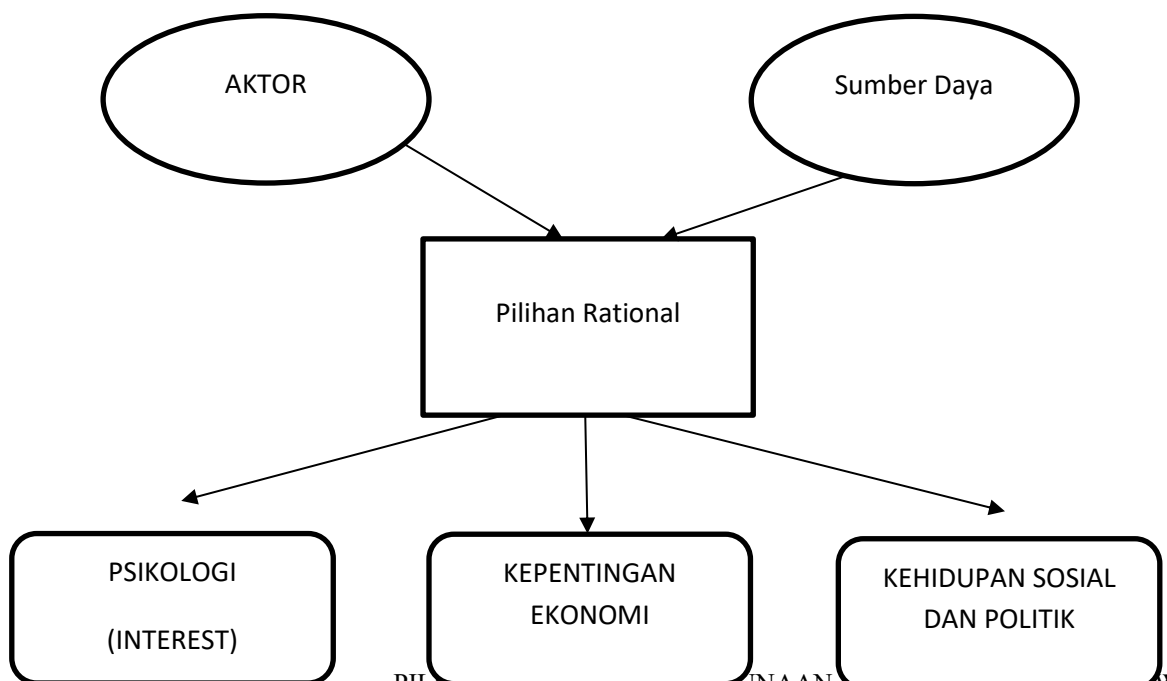 AKTOR
Sumber Daya
Pilihan Rational
PSIKOLOGI
(INTEREST)
KEPENTINGAN
EKONOMI
KEHIDUPAN SOSIAL
DAN POLITIK